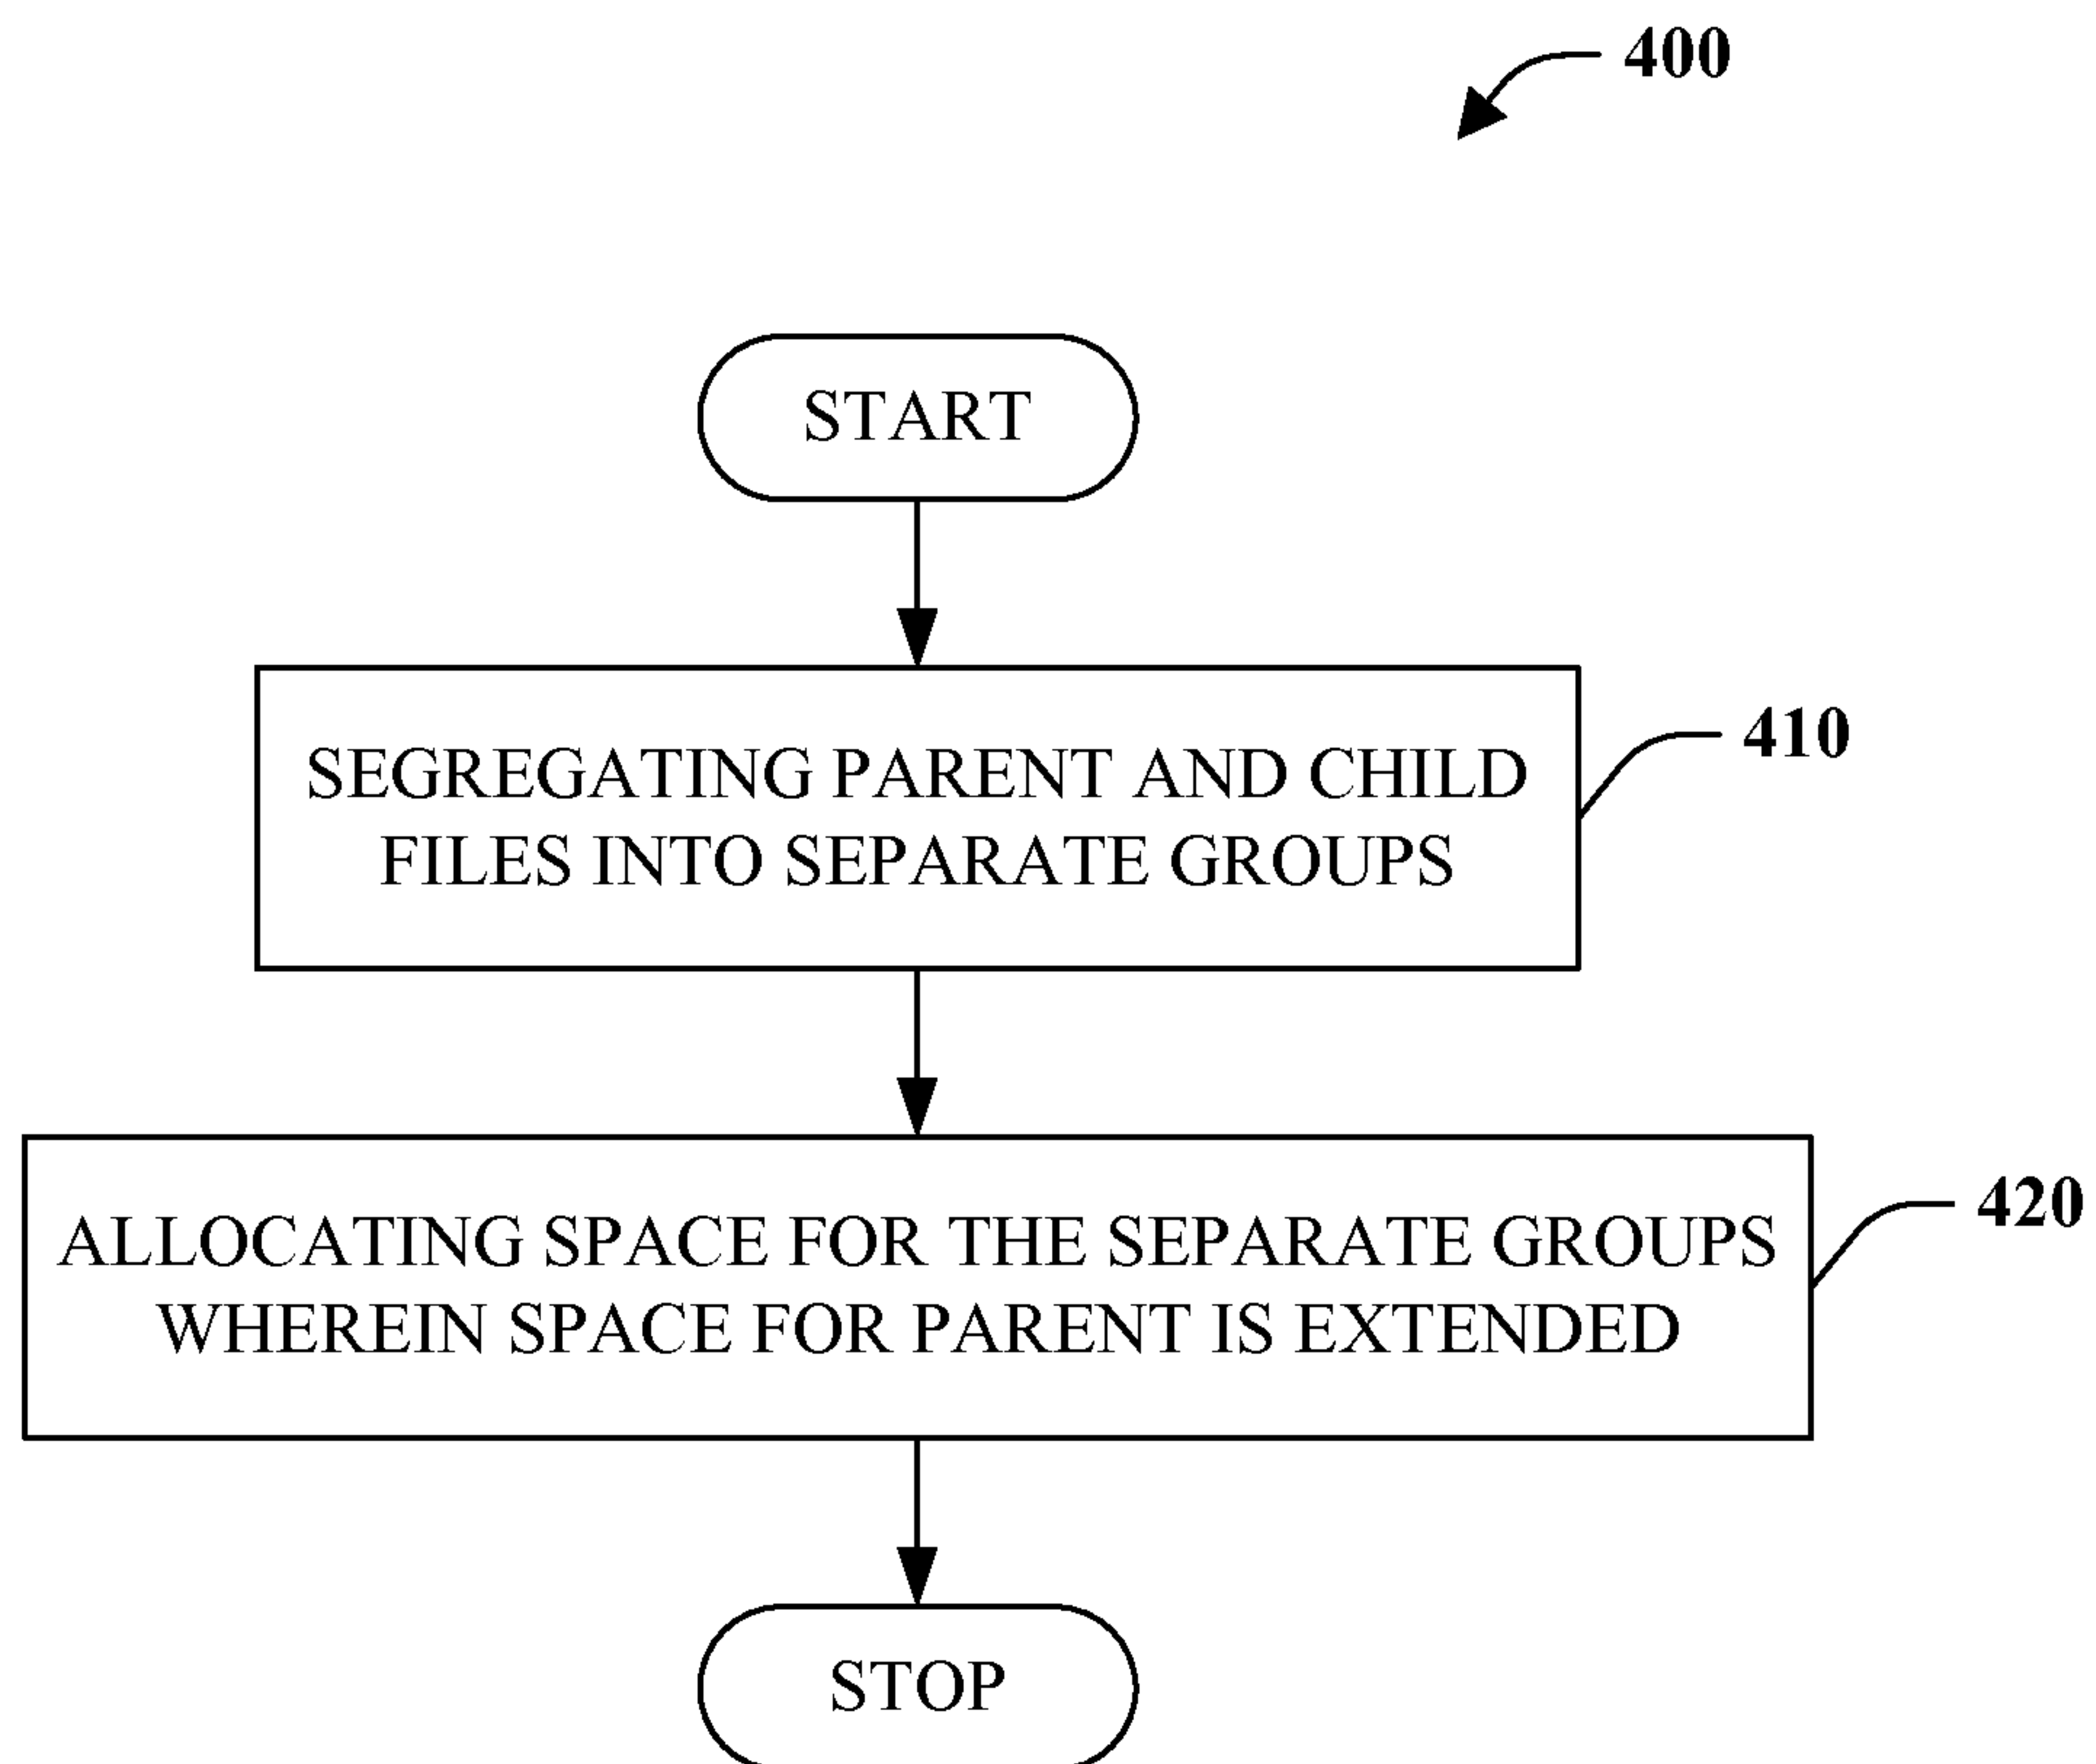 400
START
SEGREGATING PARENT AND CHILD
FILES INTO SEPARATE GROUPS
410
ALLOCATING SPACE FOR THE SEPARATE GROUPS
WHEREIN SPACE FOR PARENT IS EXTENDED
420
STOP